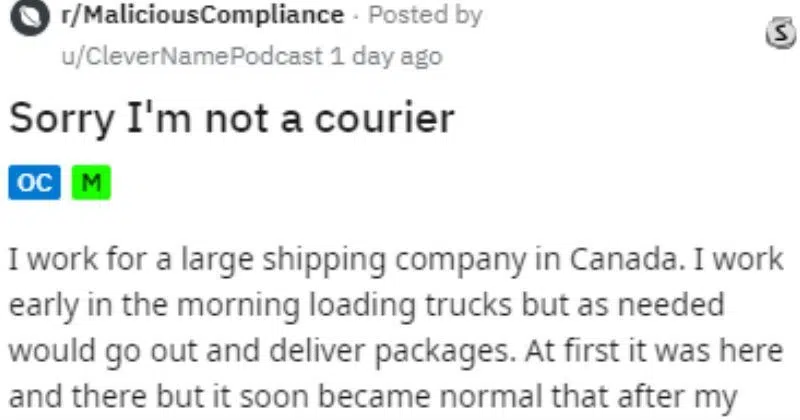 r/MaliciousCompliance · Posted by
u/CleverNamePodcast 1 day ago
S
Sorry I'm not a courier
OC M
I work for a large shipping company in Canada. I work
early in the morning loading trucks but as needed
would go out and deliver packages. At first it was here
and there but it soon became normal that after my